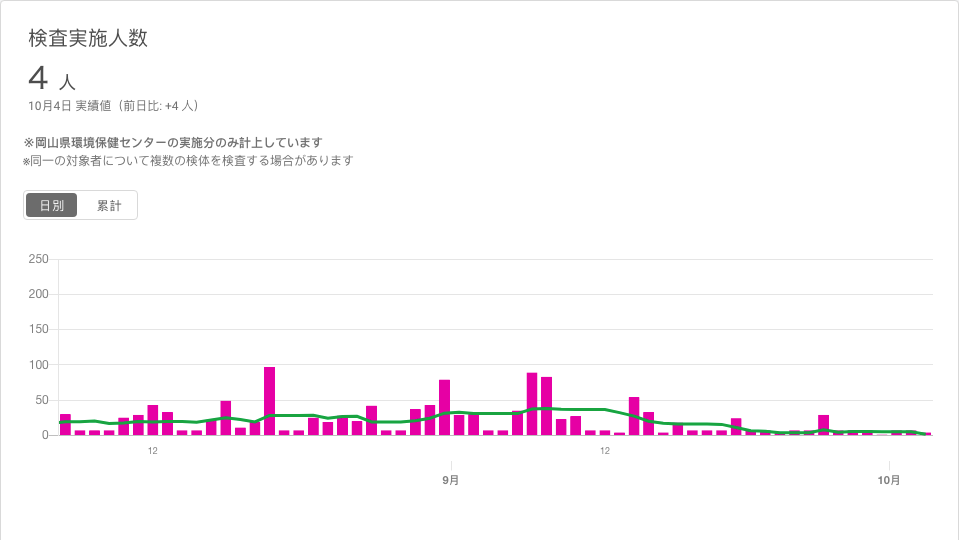 検査実施人数
4 人
10月4日 実績値（前日比: +4 人）
※岡山県環境保健センターの実施分のみ計上しています
※同一の対象者について複数の検体を検査する場合があります
日別 累計
250
200
150
100
50
0
12 12
9月 10月